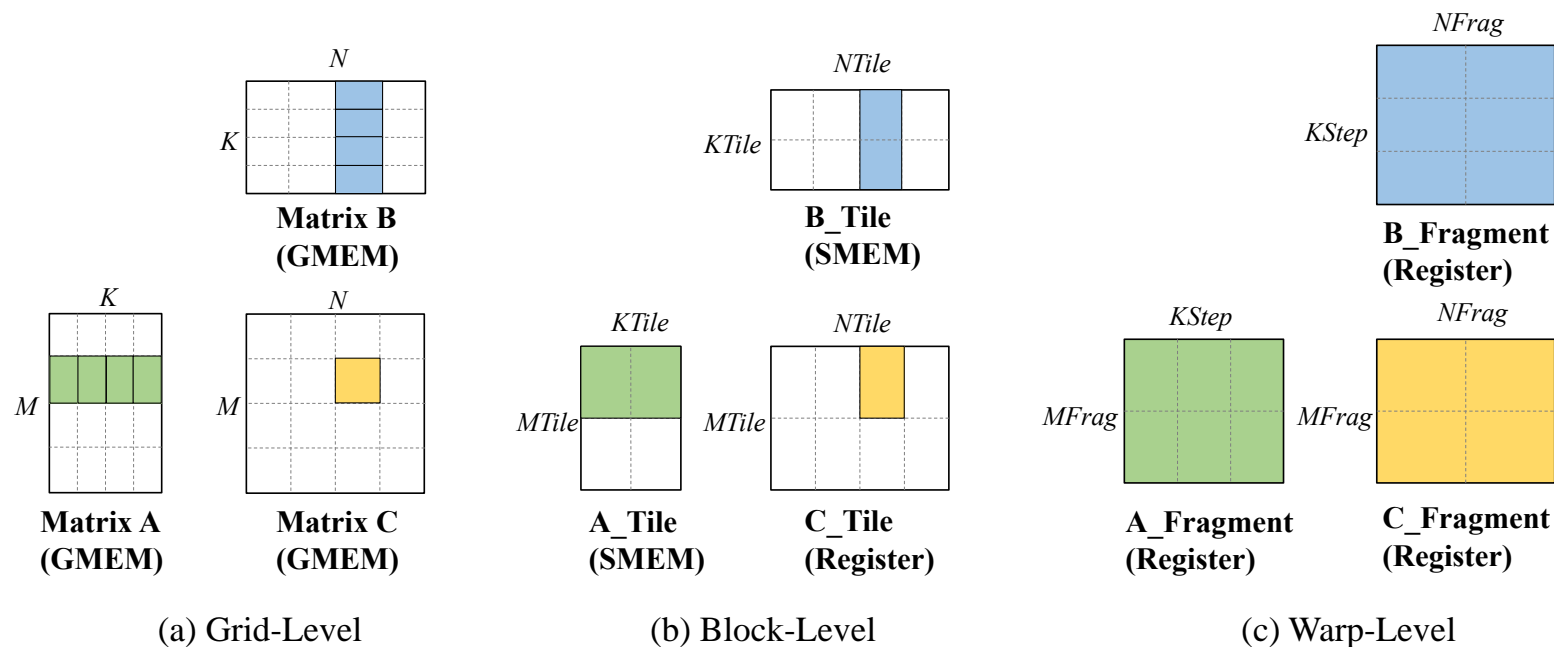 N
K
Matrix B
(GMEM)
K
M
Matrix A
(GMEM)
N
M
Matrix C
(GMEM)
(a) Grid-Level
NTile
KTile
B_Tile
(SMEM)
KTile
MTile
A_Tile
(SMEM)
NTile
MTile
C_Tile
(Register)
(b) Block-Level
NFrag
KStep
B_Fragment
(Register)
KStep
MFrag
A_Fragment
(Register)
NFrag
MFrag
C_Fragment
(Register)
(c) Warp-Level